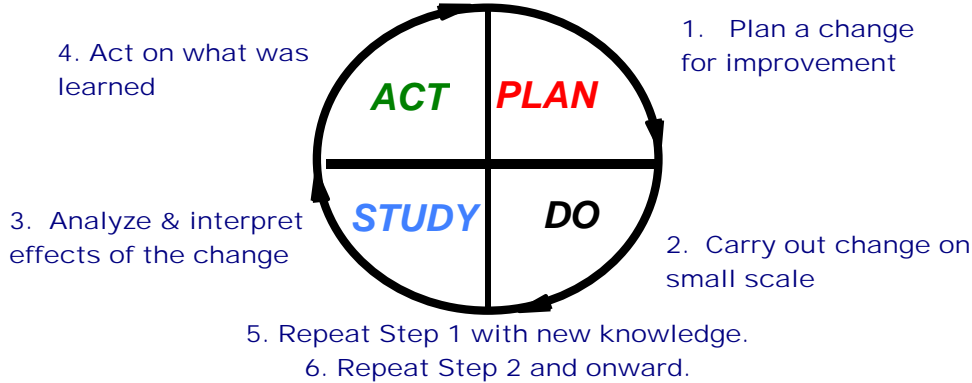 4. Act on what was
learned
1. Plan a change
for improvement
ACT
PLAN
STUDY
DO
3. Analyze & interpret
effects of the change
2. Carry out change on
small scale
5. Repeat Step 1 with new knowledge.
6. Repeat Step 2 and onward.